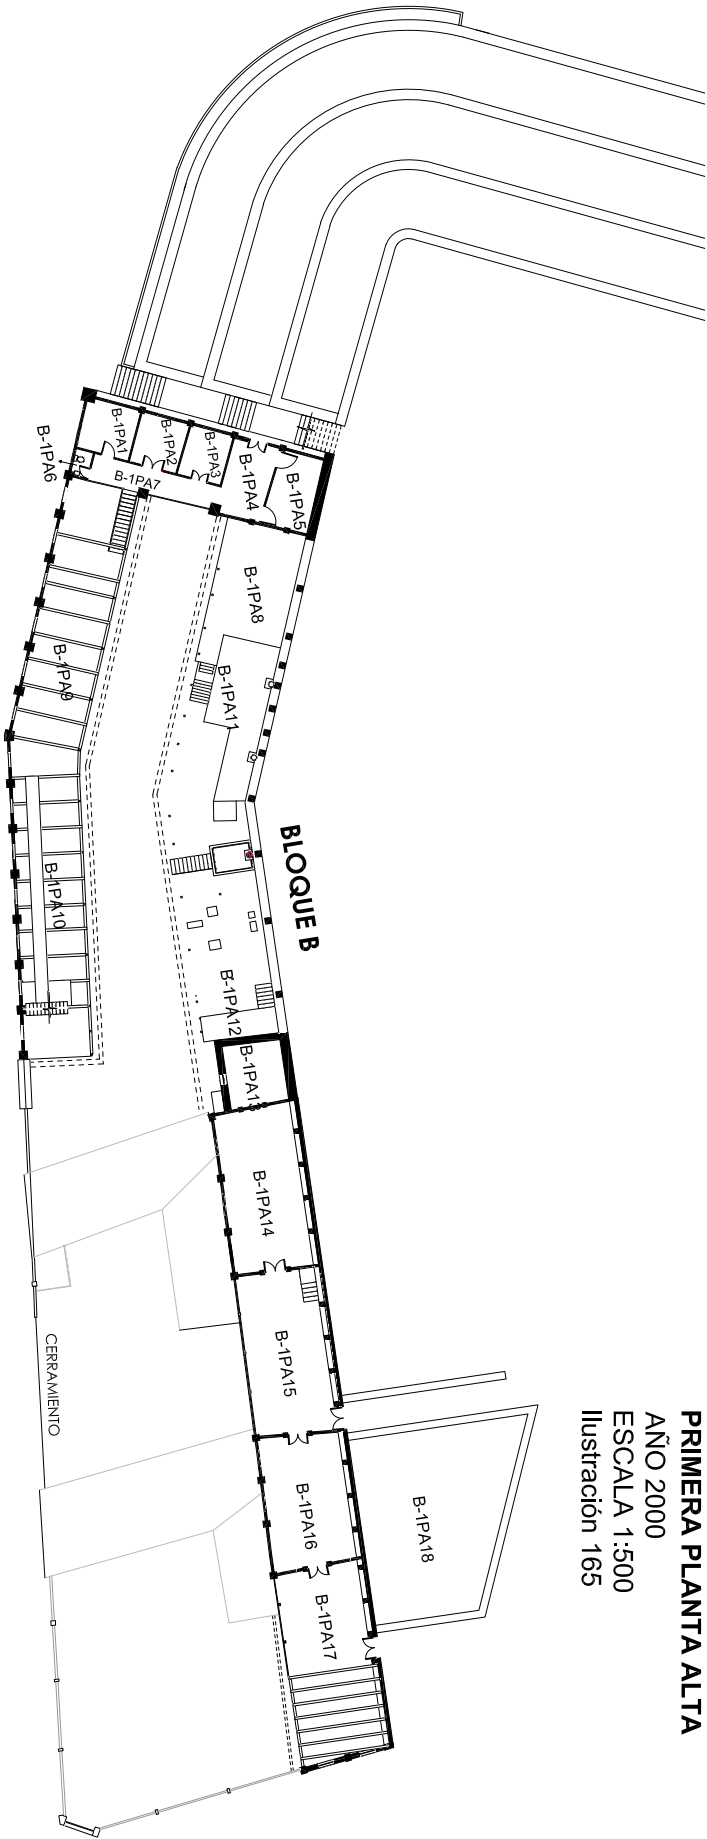 PRIMERA PLANTA ALTA
AÑO 2000
ESCALA 1:500
Ilustración 165
BLOQUE B
B-1PA1
B-1PA2
B-1PA3
B-1PA4
B-1PA5
B-1PA6
B-1PA7
B-1PA8
B-1PA9
B-1PA10
B-1PA11
B-1PA12
B-1PA13
B-1PA14
B-1PA15
B-1PA16
B-1PA17
B-1PA18
CERRAMIENTO